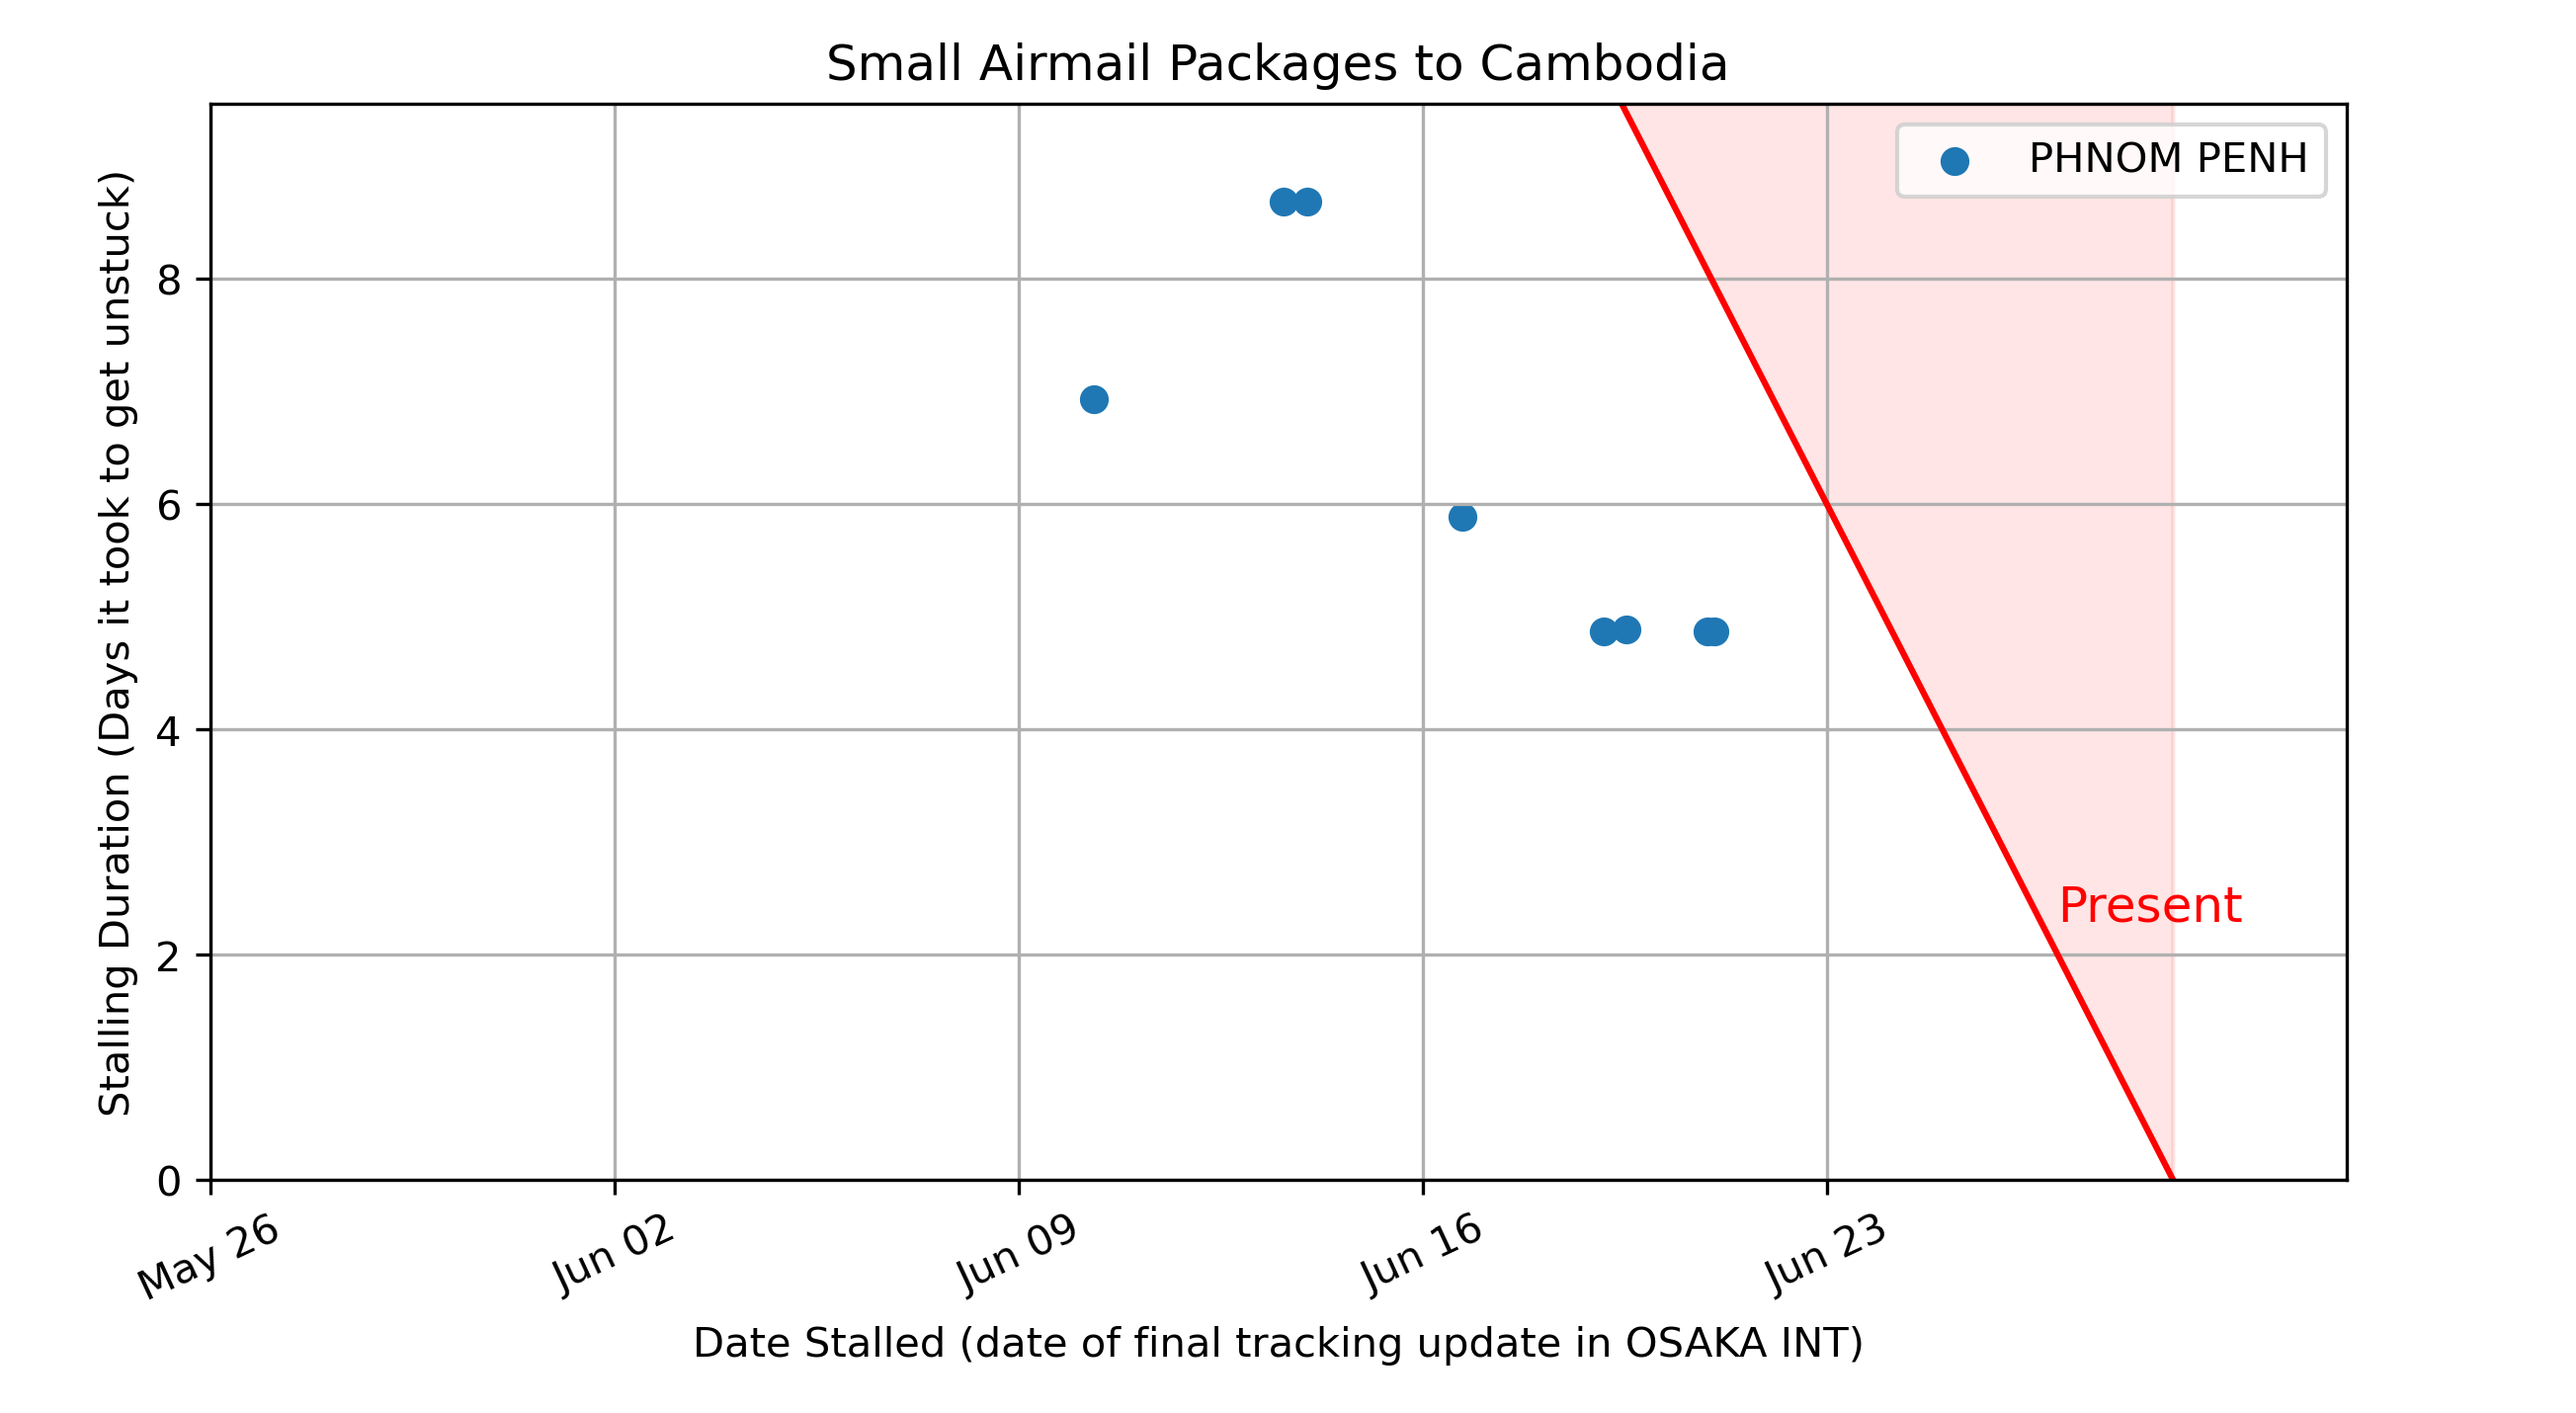 Small Airmail Packages to Cambodia
PHNOM PENH
Stalling Duration (Days it took to get unstuck)
8
6
4
2
0
Present
May 26
Jun 02
Jun 09
Jun 16
Jun 23
Date Stalled (date of final tracking update in OSAKA INT)